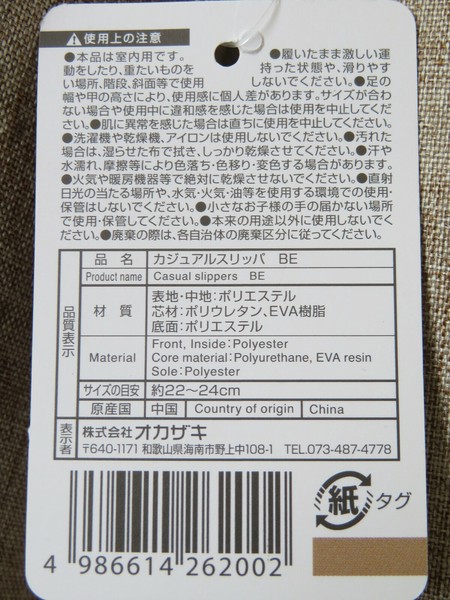 ⚠使用上の注意
●本品は室内用です。 ●履いたまま激しい運
動をしたり、重たいものを 持った状態や、滑りやす
い場所、階段、斜面等で使用 しないでください。●足の
幅や甲の高さにより、使用感に個人差があります。サイズが合わ
ない場合や使用中に違和感を感じた場合は使用を中止してくだ
さい。●肌に異常を感じた場合は直ちに使用を中止してください。
●洗濯機や乾燥機、アイロンは使用しないでください。●汚れた
場合は、湿らせた布で拭き、しっかり乾燥させてください。●汗や
水濡れ、摩擦等により色落ち・色移り・変色する場合があります。
●火気や暖房機器等で絶対に乾燥させないでください。●直射
日光の当たる場所や、水気・火気・油等を使用する環境での使用・
保管はしないでください。●小さなお子様の手の届かない場所
で使用・保管してください。●本来の用途以外に使用しないでくだ
さい。●廃棄の際は、各自治体の廃棄区分に従ってください。
品質表示
品 名 カジュアルスリッパ BE
Product name Casual slippers BE
材 質 表地・中地:ポリエステル
芯材:ポリウレタン、EVA樹脂
底面:ポリエステル
Material Front, Inside:Polyester
Core material:Polyurethane, EVA resin
Sole:Polyester
サイズの目安 約22～24cm
原産国 中国 Country of origin China
表示者 株式会社オカザキ
〒640-1171 和歌山県海南市野上中108-1 TEL.073-487-4778
紙 タグ
4 986614 262002